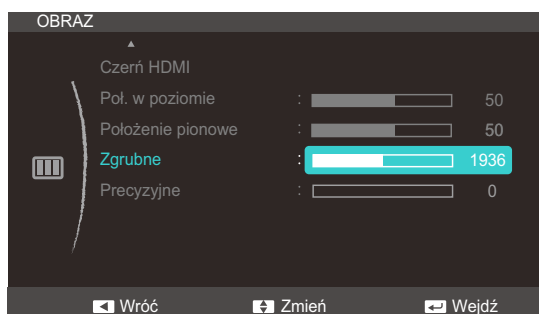 OBRAZ
Czerń HDMI
Poł. w poziomie : 50
Położenie pionowe : 50
Zgrubne : 1936
Precyzyjne : 0
Wróć Zmień Wejdź